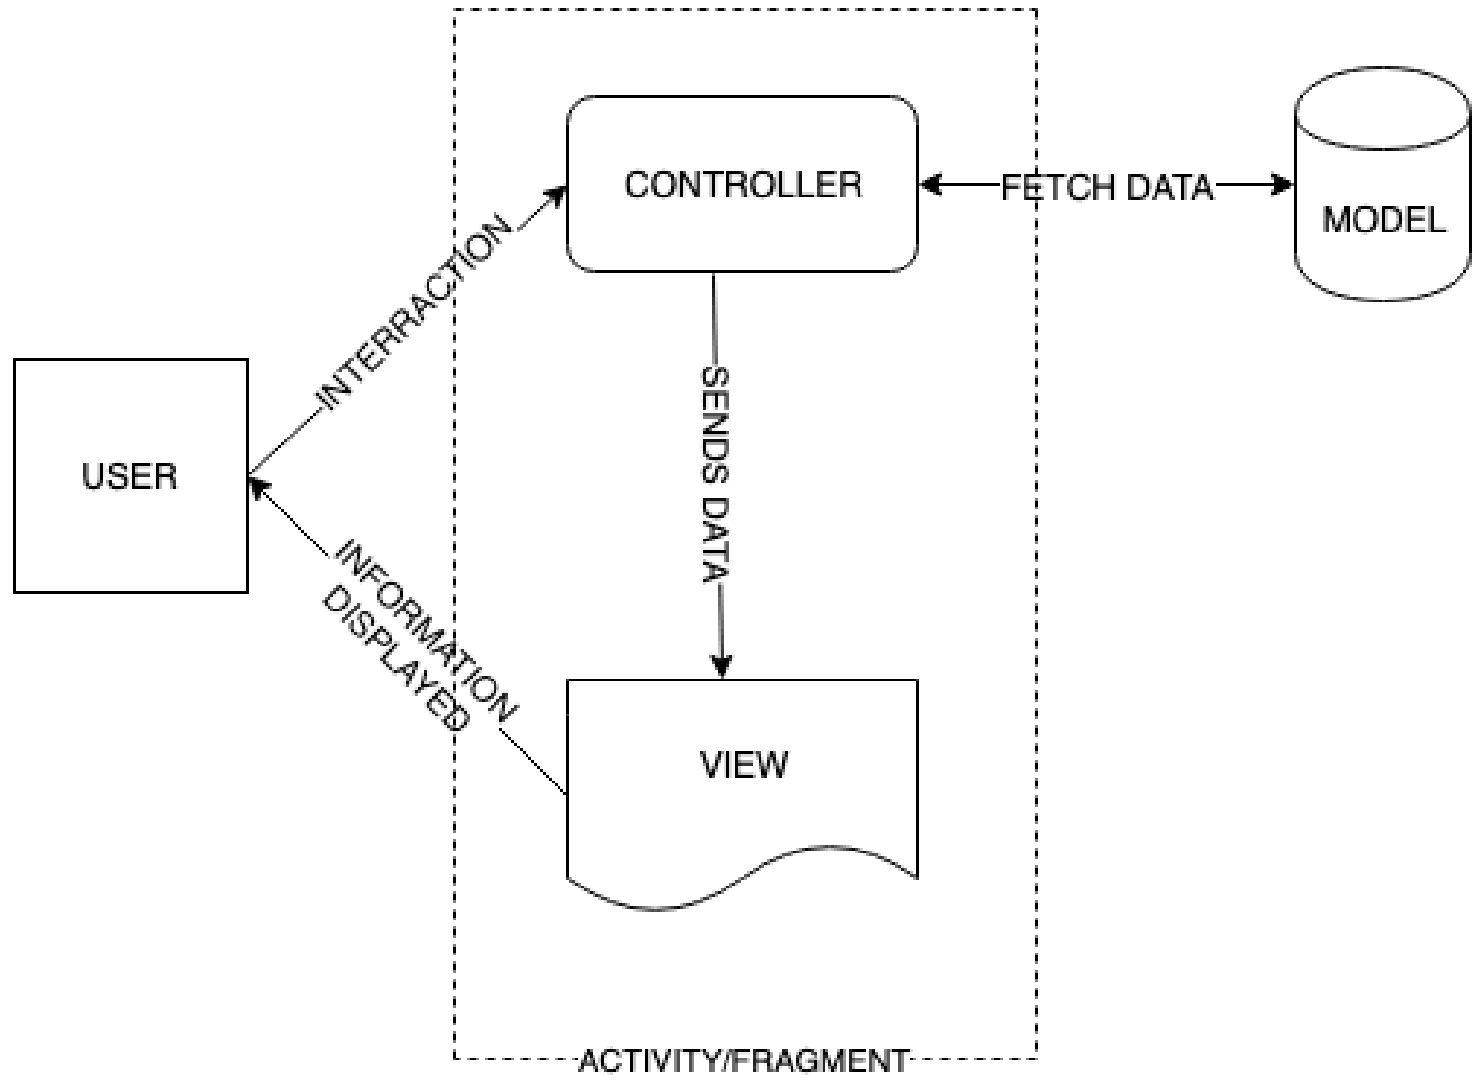 CONTROLLER
FETCH DATA
MODEL
INTERRACTION
USER
SENDS DATA
INFORMATION
DISPLAYED
VIEW
ACTIVITY/FRAGMENT